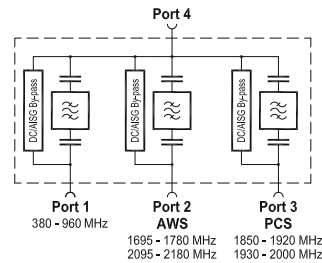 Port 4
DC/AISG By-pass
DC/AISG By-pass
DC/AISG By-pass
Port 1
380 - 960 MHz
Port 2
AWS
1695 - 1780 MHz
2095 - 2180 MHz
Port 3
PCS
1850 - 1920 MHz
1930 - 2000 MHz